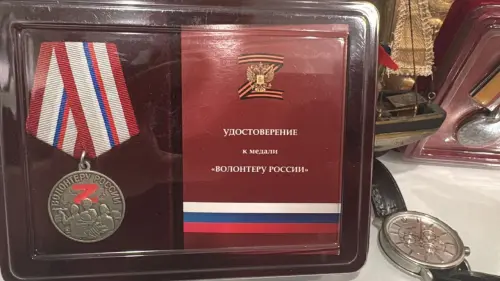 ВОЛОНТЕРУ РОССИИ
Z
УДОСТОВЕРЕНИЕ
к медали
«ВОЛОНТЕРУ РОССИИ»